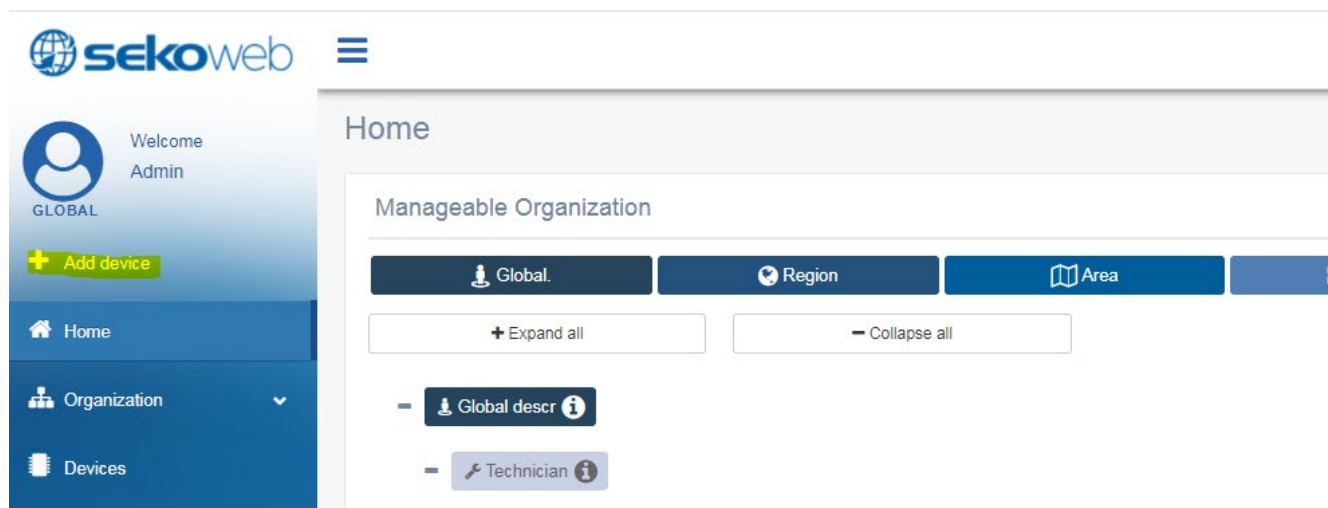 sekoweb
Welcome
Admin
GLOBAL
Add device
Home
Organization
Devices
Home
Manageable Organization
Global.
Region
Area
Expand all
Collapse all
Global descr
Technician